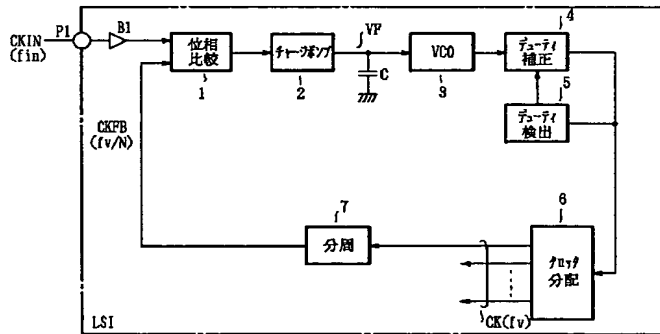 CKIN
(fin)
P1
B1
位相
比較
1
チャージポンプ
2
VF
C
VCO
3
デューティ
補正
4
デューティ
検出
5
CKFB
(fv/N)
7
分周
6
クロック
分配
CK(fv)
LSI